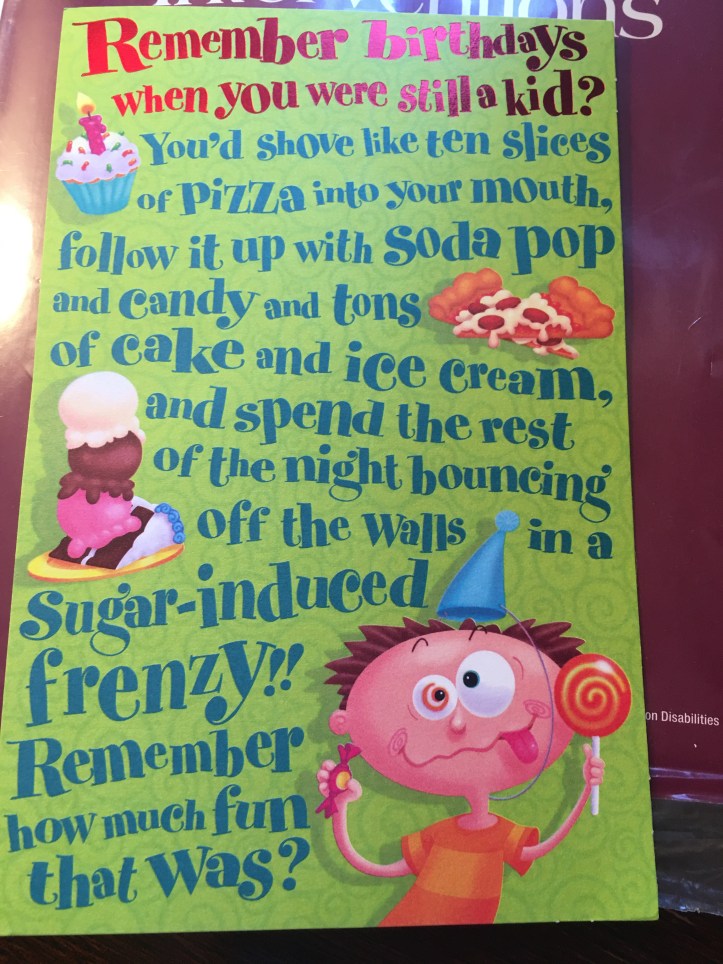 Remember birthdays
when you were still a kid?
You'd shove like ten slices
of pizza into your mouth,
follow it up with soda pop
and candy and tons
of cake and ice cream,
and spend the rest
of the night bouncing
off the walls in a
sugar-induced
frenzy!!
Remember
how much fun
that was?
on Disabilities